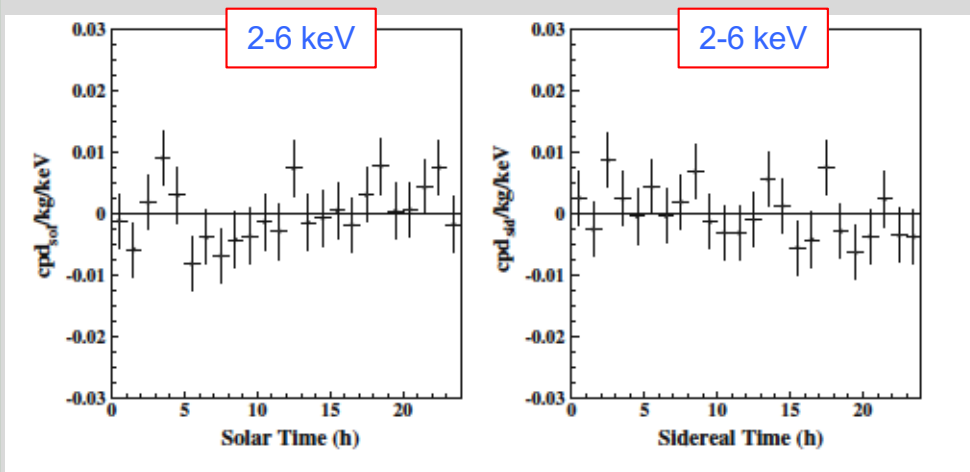 2-6 keV
0.03
0.02
0.01
0
-0.01
-0.02
-0.03
cpd_sol/kg/keV
0 5 10 15 20
Solar Time (h)
2-6 keV
0.03
0.02
0.01
0
-0.01
-0.02
-0.03
cpd_sid/kg/keV
0 5 10 15 20
Sidereal Time (h)